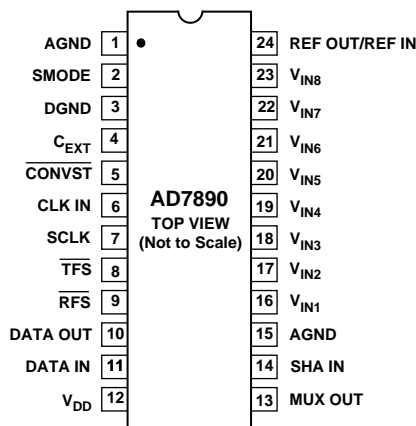 AGND 1
SMODE 2
DGND 3
CEXT 4
CONVST 5
CLK IN 6
SCLK 7
TFS 8
RFS 9
DATA OUT 10
DATA IN 11
VDD 12
AD7890
TOP VIEW
(Not to Scale)
24 REF OUT/REF IN
23 VIN8
22 VIN7
21 VIN6
20 VIN5
19 VIN4
18 VIN3
17 VIN2
16 VIN1
15 AGND
14 SHA IN
13 MUX OUT